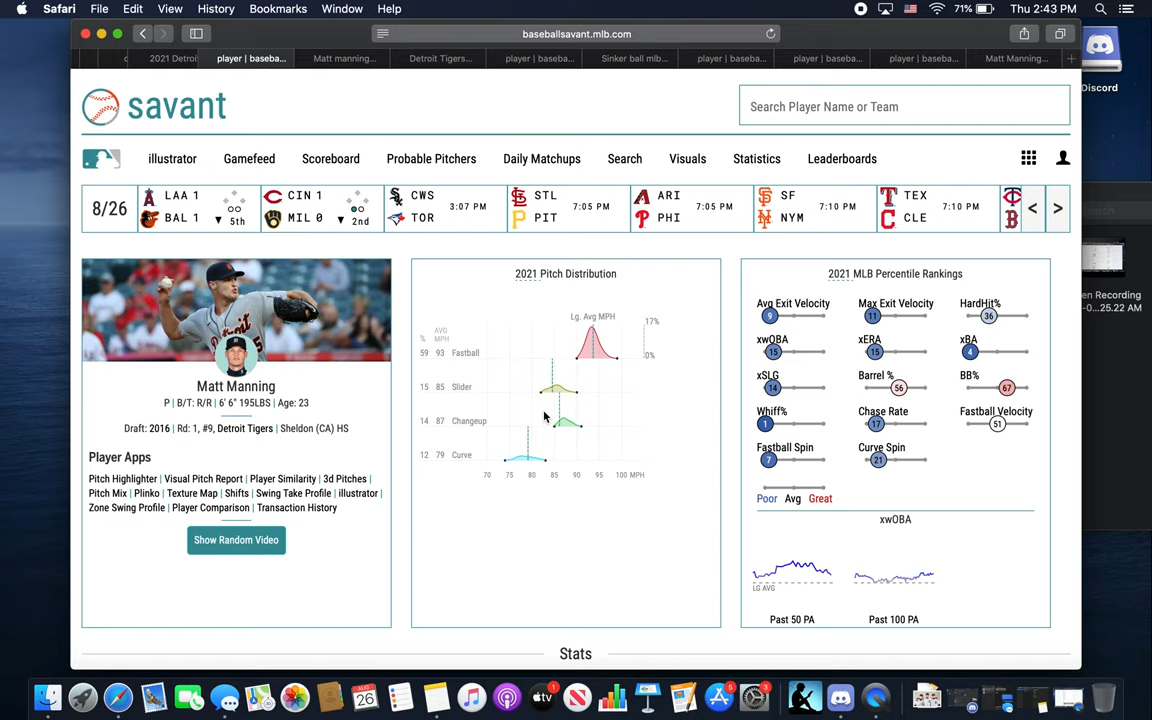 Safari File Edit View History Bookmarks Window Help 71% Thu 2:43 PM
baseballsavant.mlb.com
2021 Detroi player | baseba... Matt manning... Detroit Tigers... player | baseba... Sinker ball mlb... player | baseba... player | baseba... player | baseba... Matt Manning...
Discord
savant
Search Player Name or Team
illustrator Gamefeed Scoreboard Probable Pitchers Daily Matchups Search Visuals Statistics Leaderboards
8/26
LAA 1
BAL 1 ▼ 5th
CIN 1
MIL 0 ▼ 2nd
CWS
TOR 3:07 PM
STL
PIT 7:05 PM
ARI
PHI 7:05 PM
SF
NYM 7:10 PM
TEX
CLE 7:10 PM
< >
en Recording
-0...25.22 AM
Matt Manning
P | B/T: R/R | 6' 6" 195LBS | Age: 23
Draft: 2016 | Rd: 1, #9, Detroit Tigers | Sheldon (CA) HS
Player Apps
Pitch Highlighter | Visual Pitch Report | Player Similarity | 3d Pitches |
Pitch Mix | Plinko | Texture Map | Shifts | Swing Take Profile | illustrator |
Zone Swing Profile | Player Comparison | Transaction History
Show Random Video
2021 Pitch Distribution
Lg. Avg MPH
17%
0%
% AVG MPH
59 93 Fastball
15 85 Slider
14 87 Changeup
12 79 Curve
70 75 80 85 90 95 100 MPH
2021 MLB Percentile Rankings
Avg Exit Velocity Max Exit Velocity HardHit%
9 11 36
xwOBA xERA xBA
15 15 4
xSLG Barrel % BB%
14 56 67
Whiff% Chase Rate Fastball Velocity
1 17 51
Fastball Spin Curve Spin
7 21
Poor Avg Great
xwOBA
LG AVG
Past 50 PA Past 100 PA
Stats
AUG
26
1
5
3